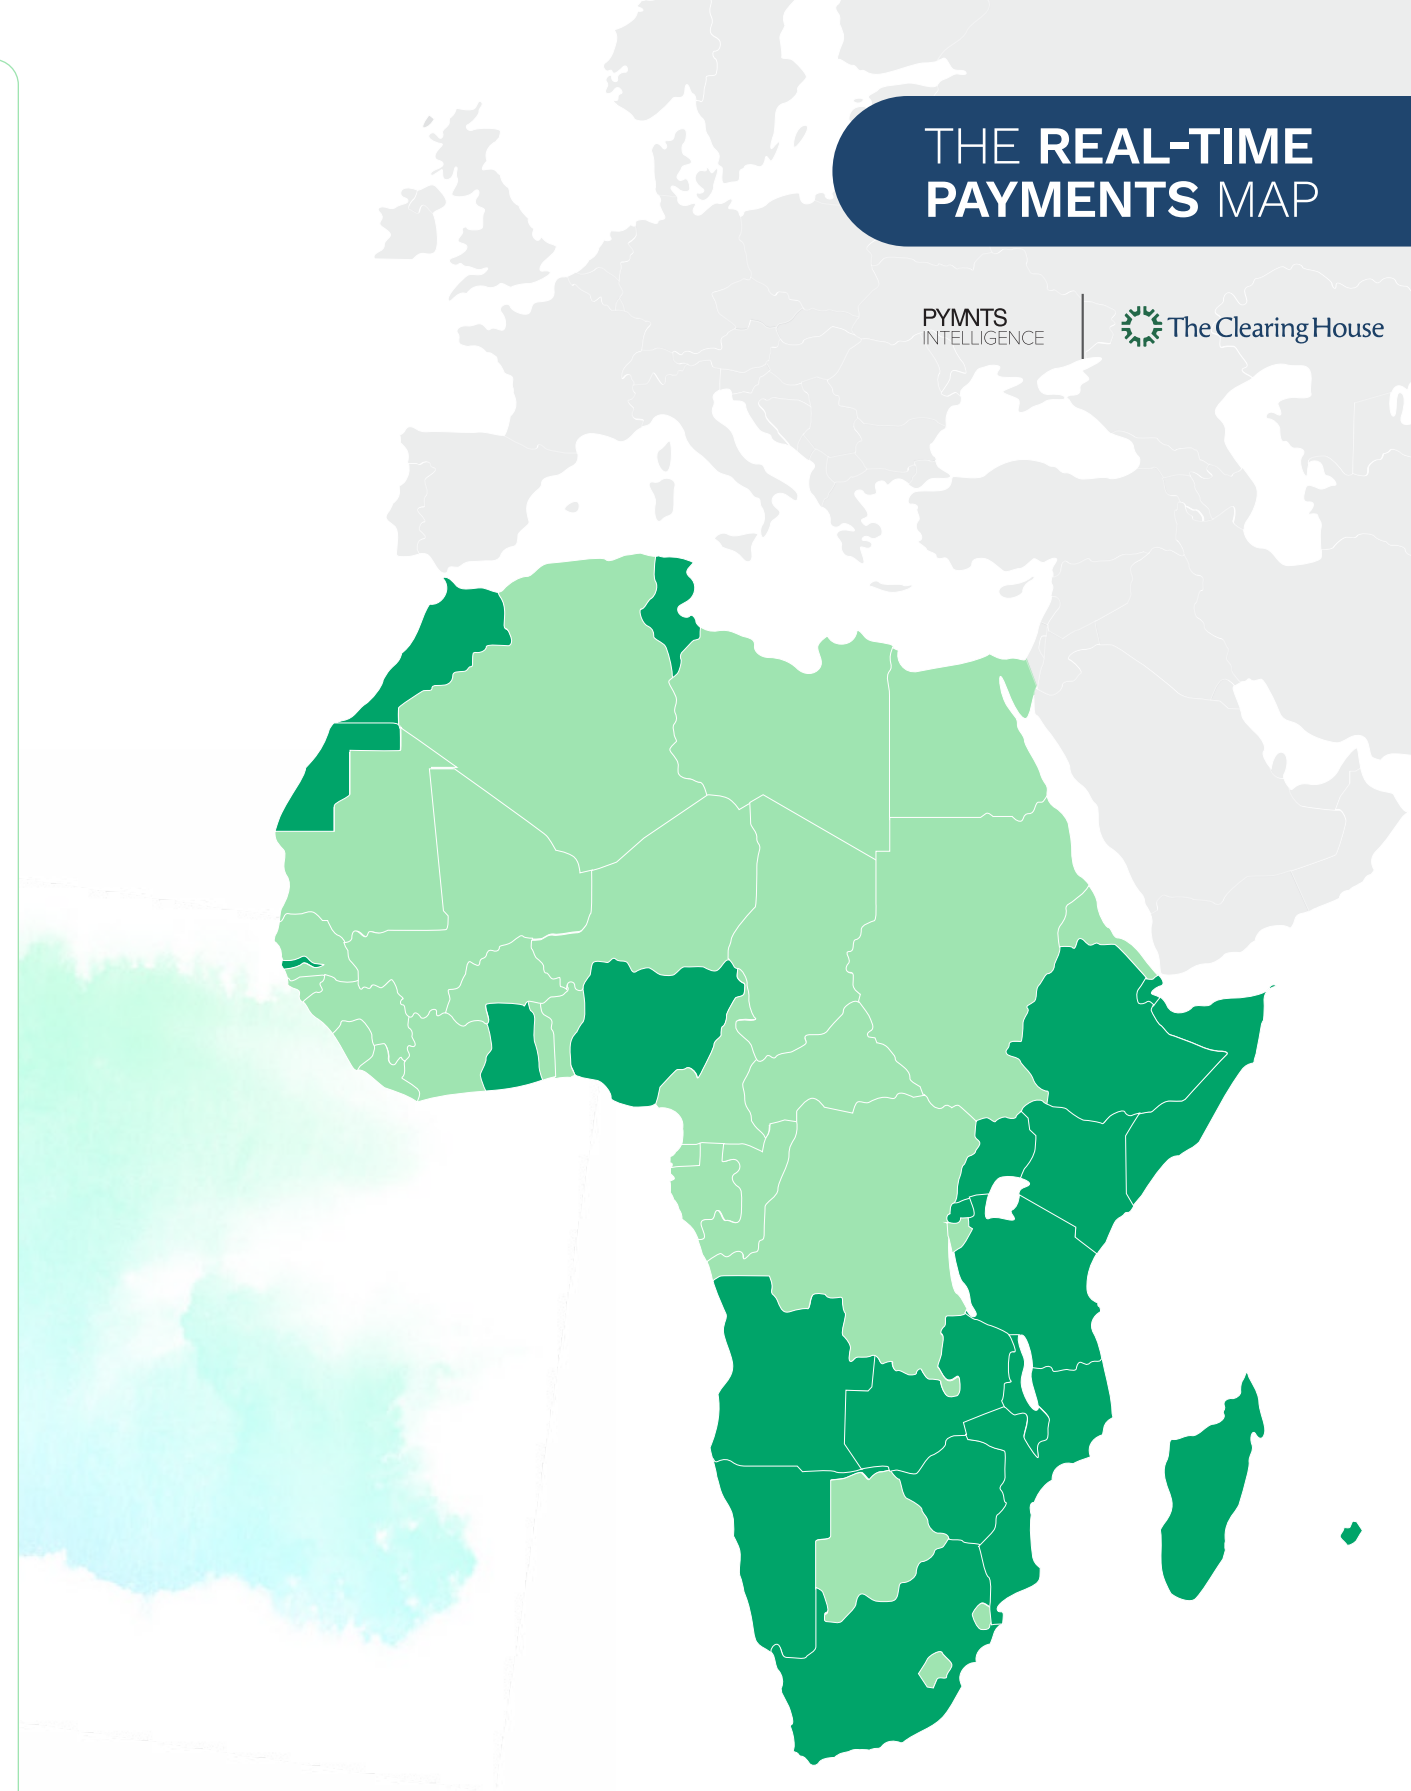 THE REAL-TIME
PAYMENTS MAP
PYMNTS
INTELLIGENCE
The Clearing House